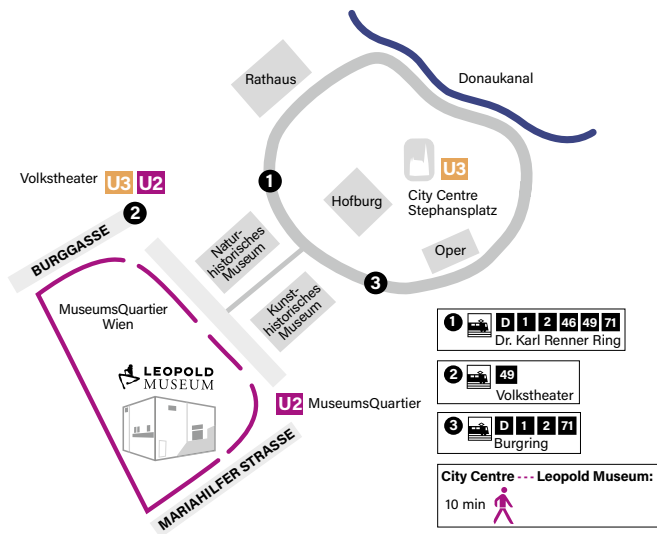 Rathaus
Donaukanal
Volkstheater U3 U2
1
U3
City Centre
Stephansplatz
Hofburg
2
BURGGASSE
Natur-
historisches
Museum
Oper
3
Kunst-
historisches
Museum
MuseumsQuartier
Wien
LEOPOLD
MUSEUM
U2 MuseumsQuartier
MARIAHILFER STRASSE
1 D 1 2 46 49 71
Dr. Karl Renner Ring
2 49
Volkstheater
3 D 1 2 71
Burgring
City Centre --- Leopold Museum:
10 min